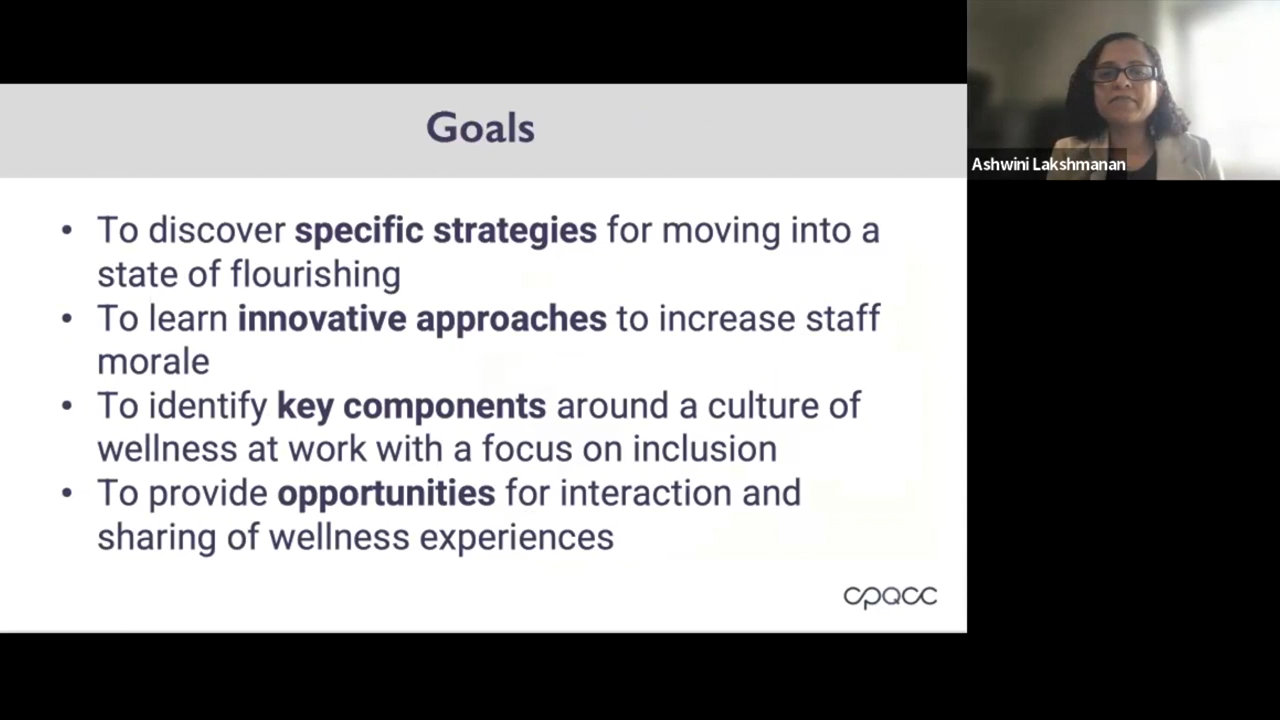 Goals
Ashwini Lakshmanan
• To discover specific strategies for moving into a
state of flourishing
• To learn innovative approaches to increase staff
morale
• To identify key components around a culture of
wellness at work with a focus on inclusion
• To provide opportunities for interaction and
sharing of wellness experiences
cpqcc